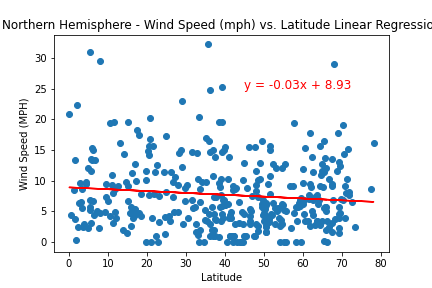 Northern Hemisphere - Wind Speed (mph) vs. Latitude Linear Regressio
y = -0.03x + 8.93
Wind Speed (MPH)
30
25
20
15
10
5
0
0 10 20 30 40 50 60 70 80
Latitude